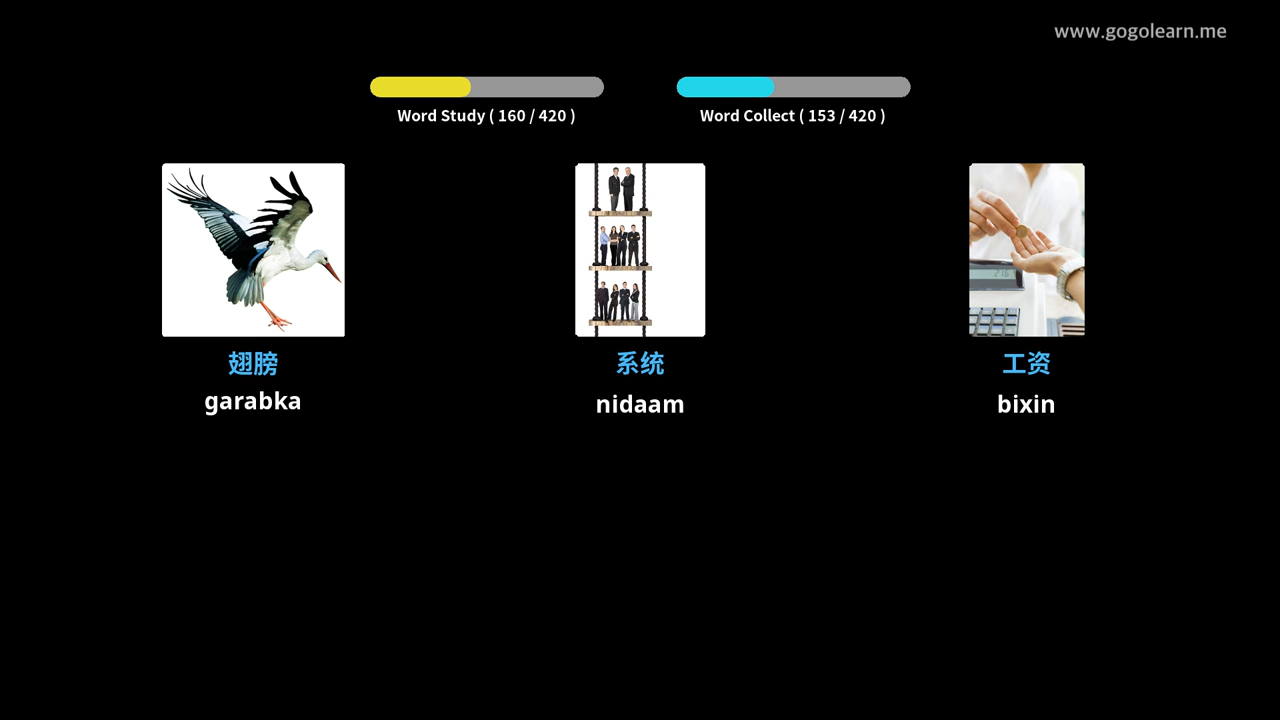 www.gogolearn.me
Word Study ( 160 / 420 )
Word Collect ( 153 / 420 )
翅膀
garabka
系统
nidaam
工资
bixin